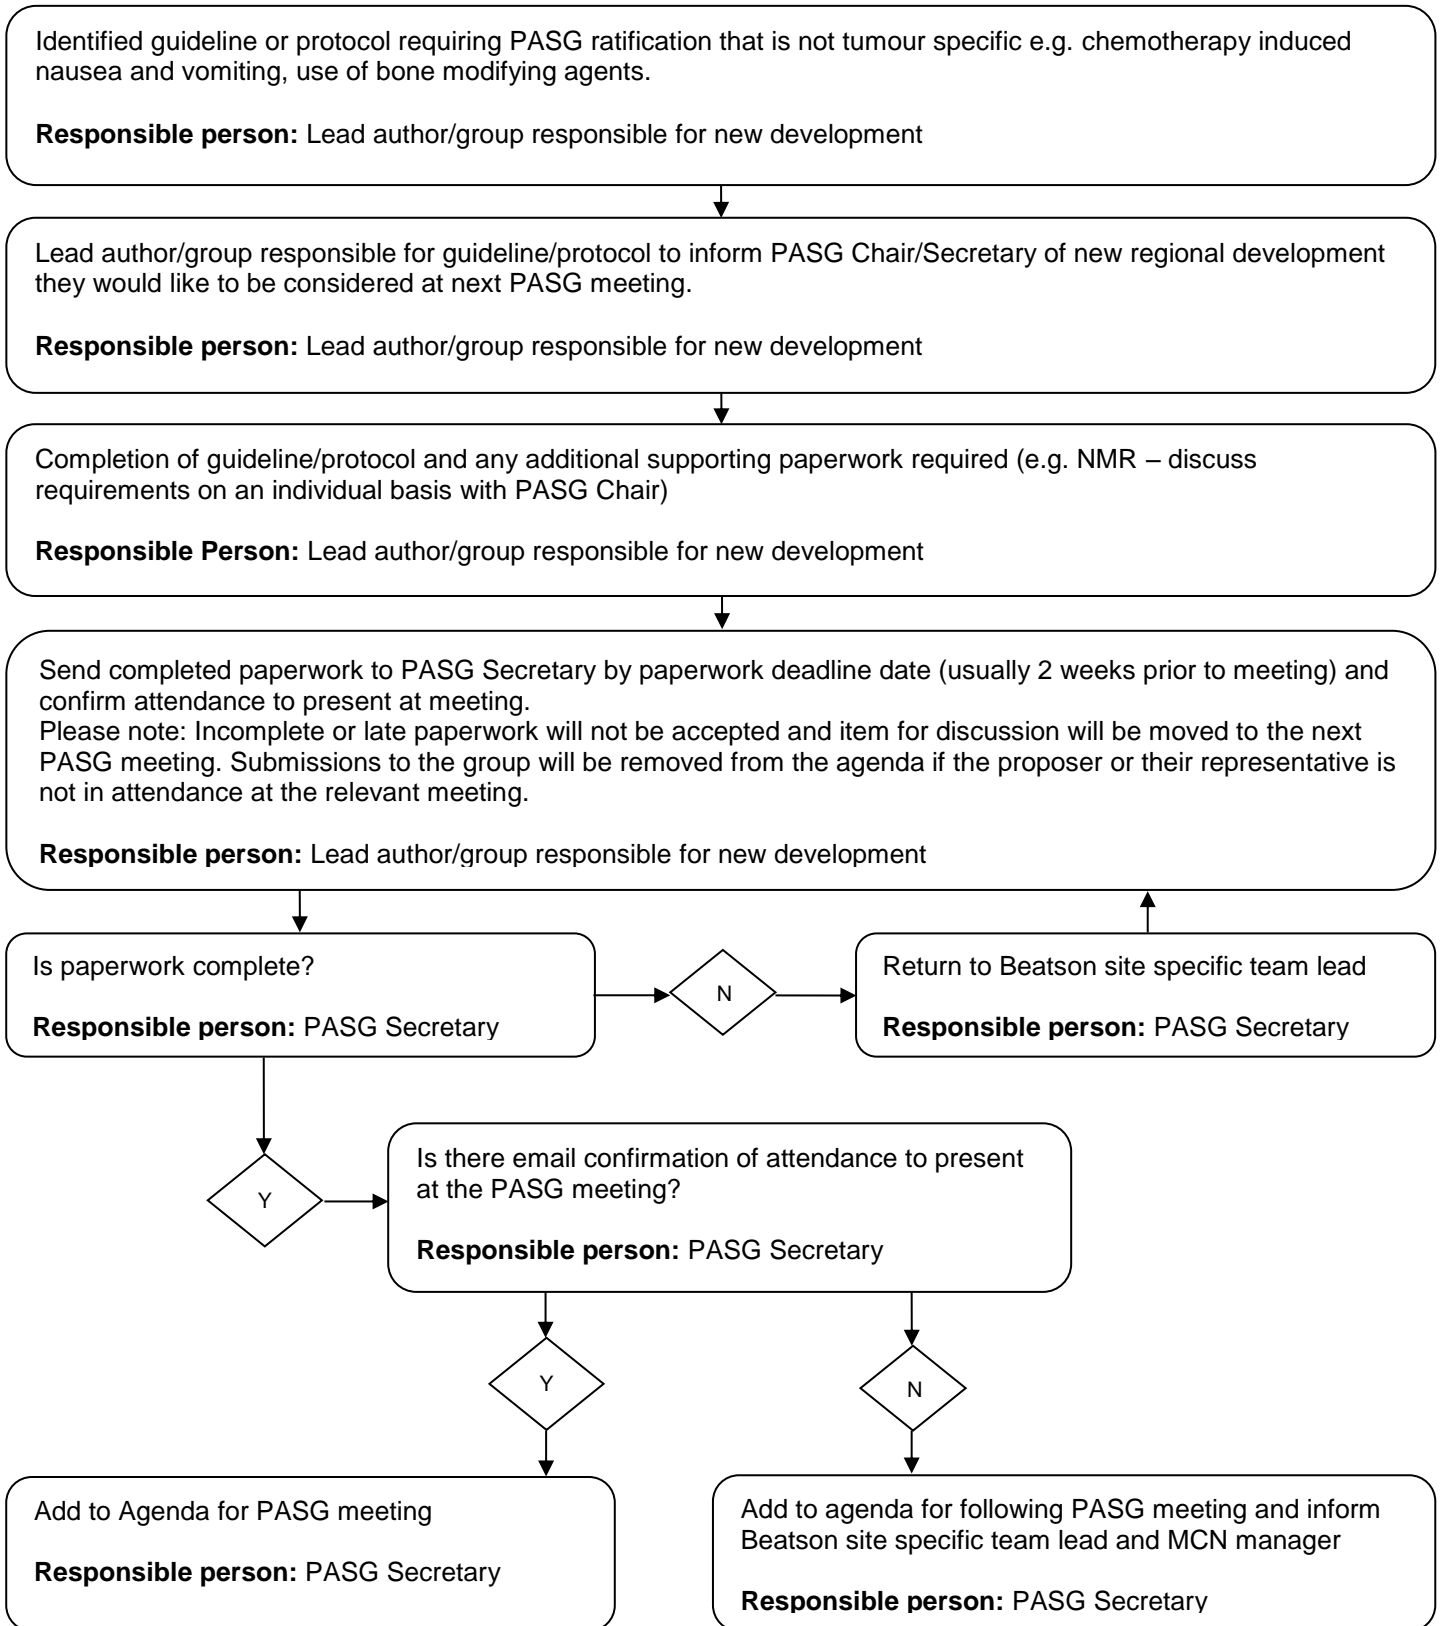 Identified guideline or protocol requiring PASG ratification that is not tumour specific e.g. chemotherapy induced
nausea and vomiting, use of bone modifying agents.
Responsible person: Lead author/group responsible for new development
Lead author/group responsible for guideline/protocol to inform PASG Chair/Secretary of new regional development
they would like to be considered at next PASG meeting.
Responsible person: Lead author/group responsible for new development
Completion of guideline/protocol and any additional supporting paperwork required (e.g. NMR – discuss
requirements on an individual basis with PASG Chair)
Responsible Person: Lead author/group responsible for new development
Send completed paperwork to PASG Secretary by paperwork deadline date (usually 2 weeks prior to meeting) and
confirm attendance to present at meeting.
Please note: Incomplete or late paperwork will not be accepted and item for discussion will be moved to the next
PASG meeting. Submissions to the group will be removed from the agenda if the proposer or their representative is
not in attendance at the relevant meeting.
Responsible person: Lead author/group responsible for new development
Is paperwork complete?
Responsible person: PASG Secretary
N
Return to Beatson site specific team lead
Responsible person: PASG Secretary
Y
Is there email confirmation of attendance to present
at the PASG meeting?
Responsible person: PASG Secretary
Y
N
Add to Agenda for PASG meeting
Responsible person: PASG Secretary
Add to agenda for following PASG meeting and inform
Beatson site specific team lead and MCN manager
Responsible person: PASG Secretary